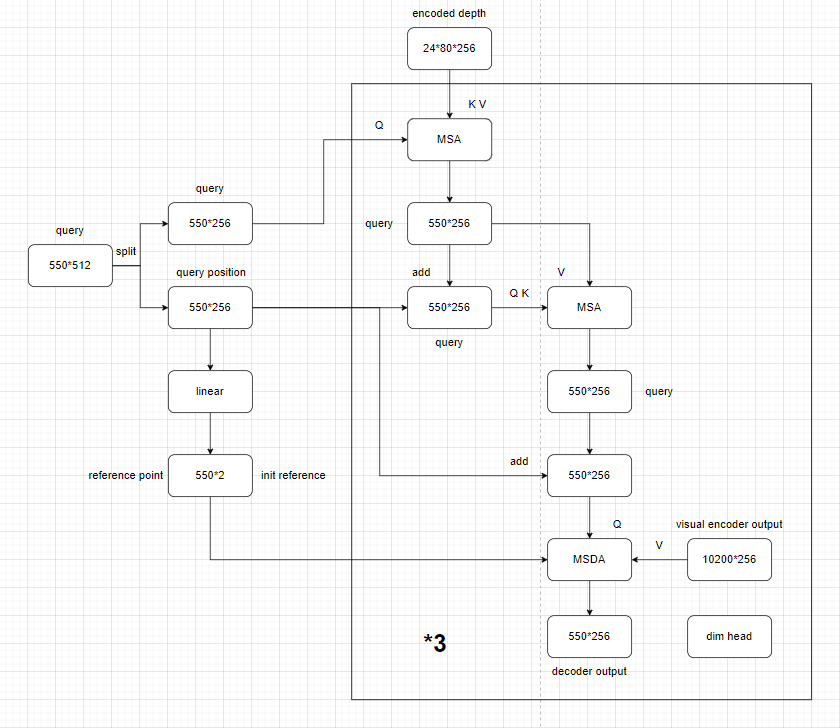 encoded depth
24*80*256
K V
Q
MSA
query
550*256
query
550*256
query
550*512
split
query position
550*256
add
550*256
query
Q K
V
MSA
linear
550*256
query
reference point
550*2
init reference
add
550*256
Q
visual encoder output
MSDA
V
10200*256
*3
550*256
decoder output
dim head